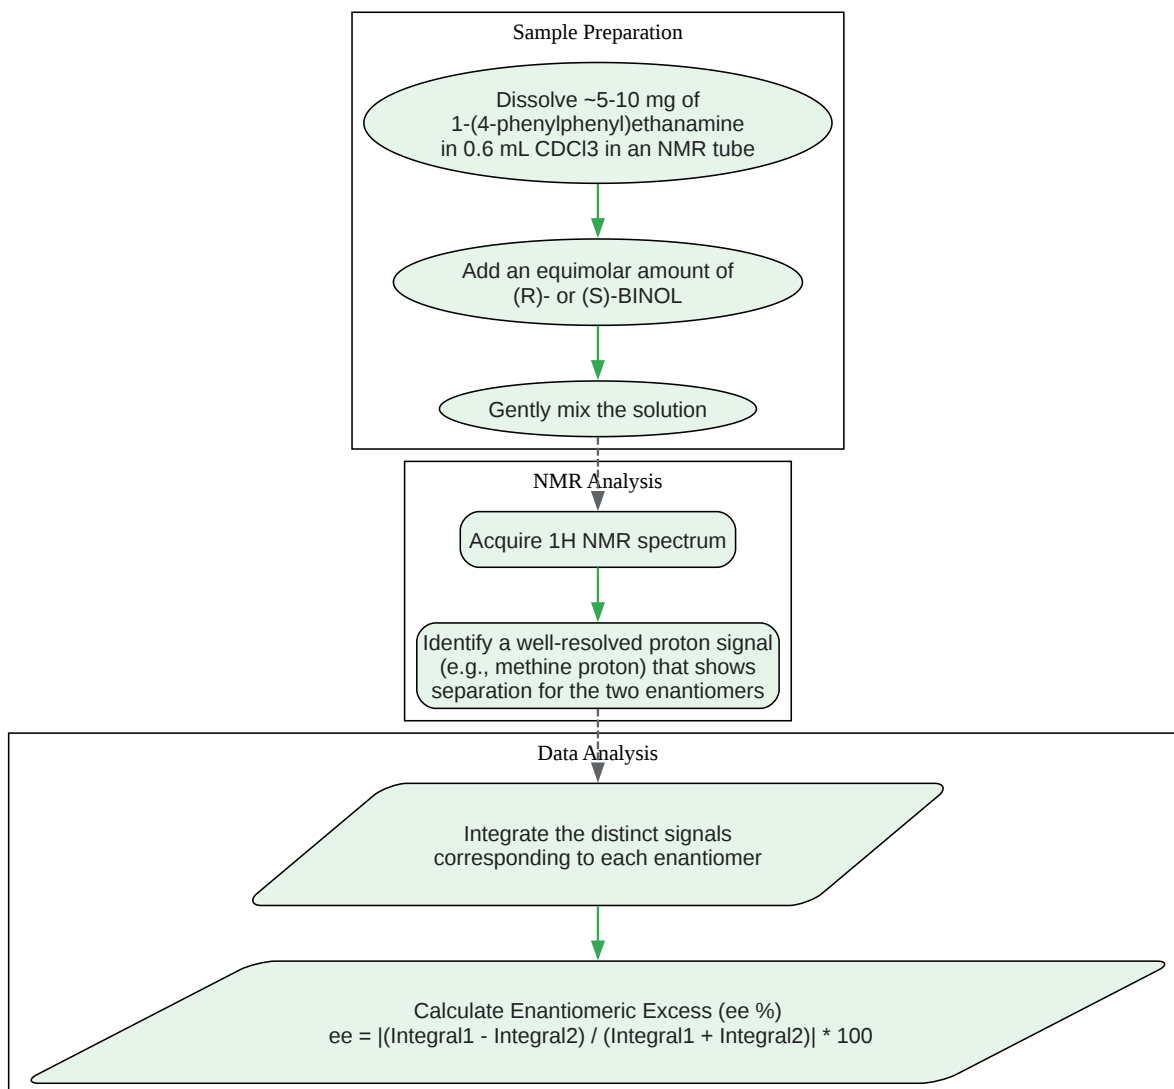 Sample Preparation
Dissolve ~5-10 mg of
1-(4-phenylphenyl)ethanamine
in 0.6 mL CDCl3 in an NMR tube
Add an equimolar amount of
(R)- or (S)-BINOL
Gently mix the solution
NMR Analysis
Acquire 1H NMR spectrum
Identify a well-resolved proton signal
(e.g., methine proton) that shows
separation for the two enantiomers
Data Analysis
Integrate the distinct signals
corresponding to each enantiomer
Calculate Enantiomeric Excess (ee %)
ee = |(Integral1 - Integral2) / (Integral1 + Integral2)| * 100